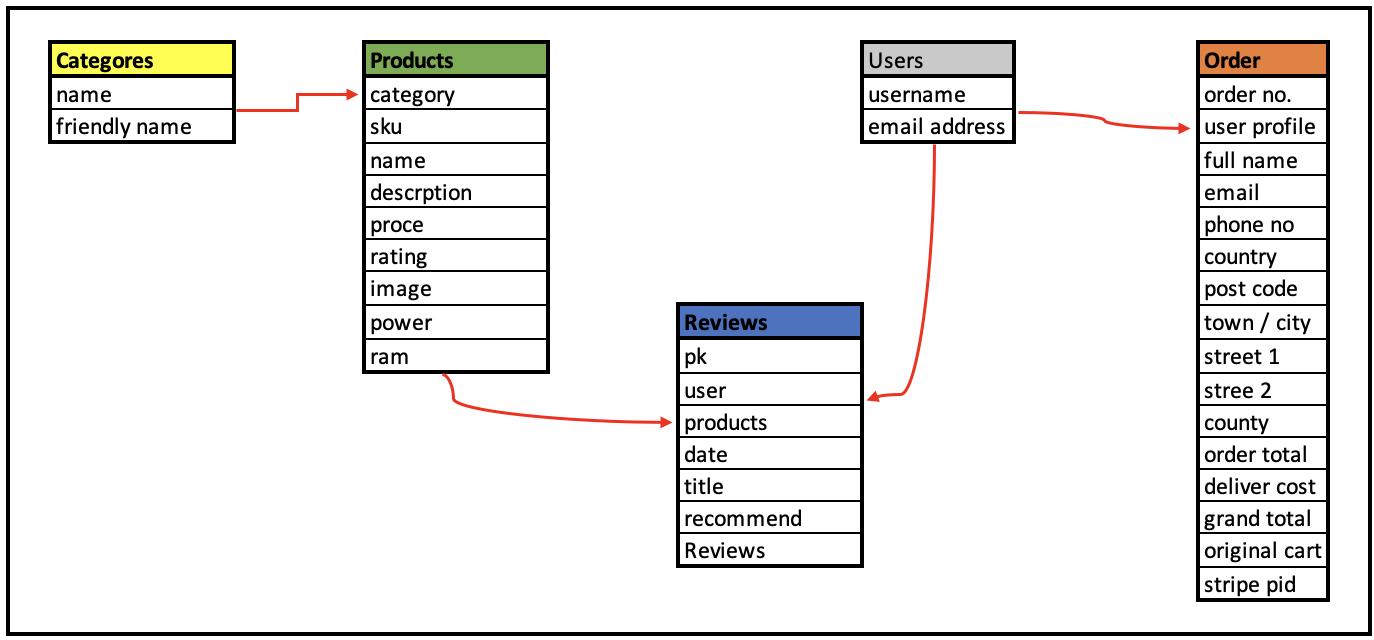 Categores
name
friendly name
Products
category
sku
name
descrption
proce
rating
image
power
ram
Reviews
pk
user
products
date
title
recommend
Reviews
Users
username
email address
Order
order no.
user profile
full name
email
phone no
country
post code
town / city
street 1
stree 2
county
order total
deliver cost
grand total
original cart
stripe pid